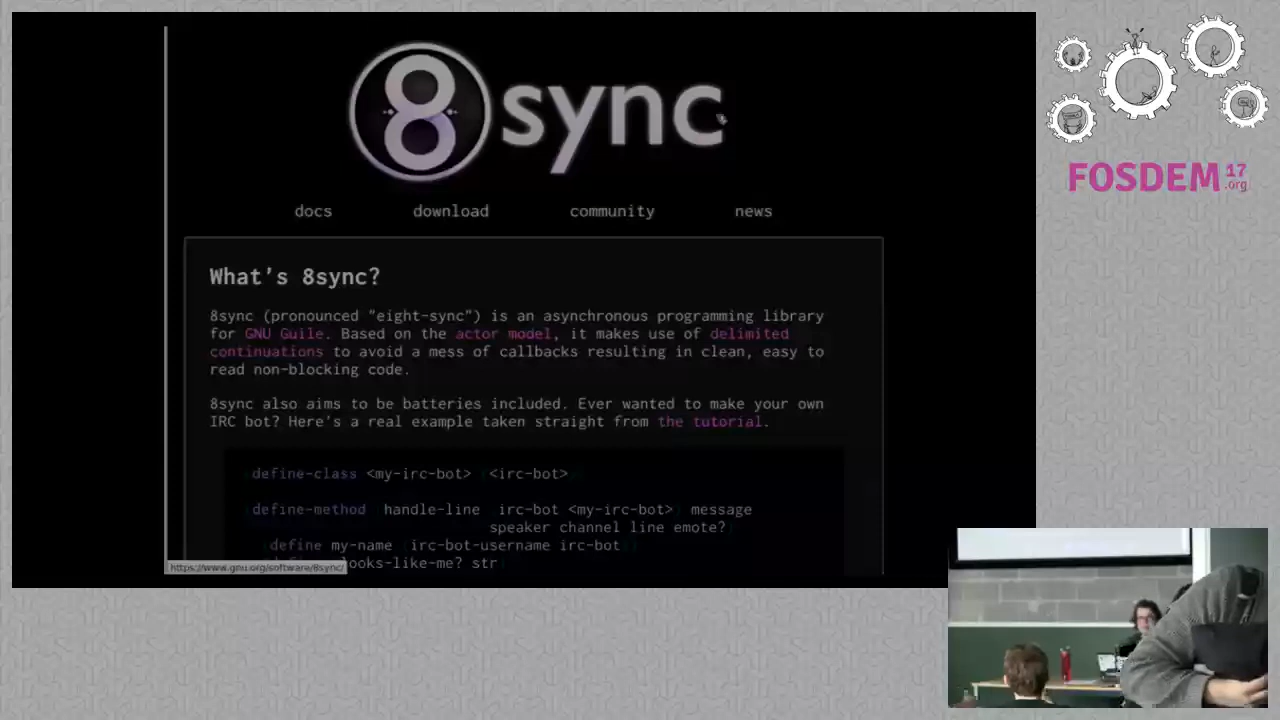 8sync
docs download community news
What's 8sync?
8sync (pronounced "eight-sync") is an asynchronous programming library
for GNU Guile. Based on the actor model, it makes use of delimited
continuations to avoid a mess of callbacks resulting in clean, easy to
read non-blocking code.
8sync also aims to be batteries included. Ever wanted to make your own
IRC bot? Here's a real example taken straight from the tutorial.
(define-class <my-irc-bot> (<irc-bot>)
(define-method (handle-line (irc-bot <my-irc-bot>) message
speaker channel line emote?)
(define my-name (irc-bot-username irc-bot))
looks-like-me? str)
https://www.gnu.org/software/8sync/
FOSDEM 17
.org